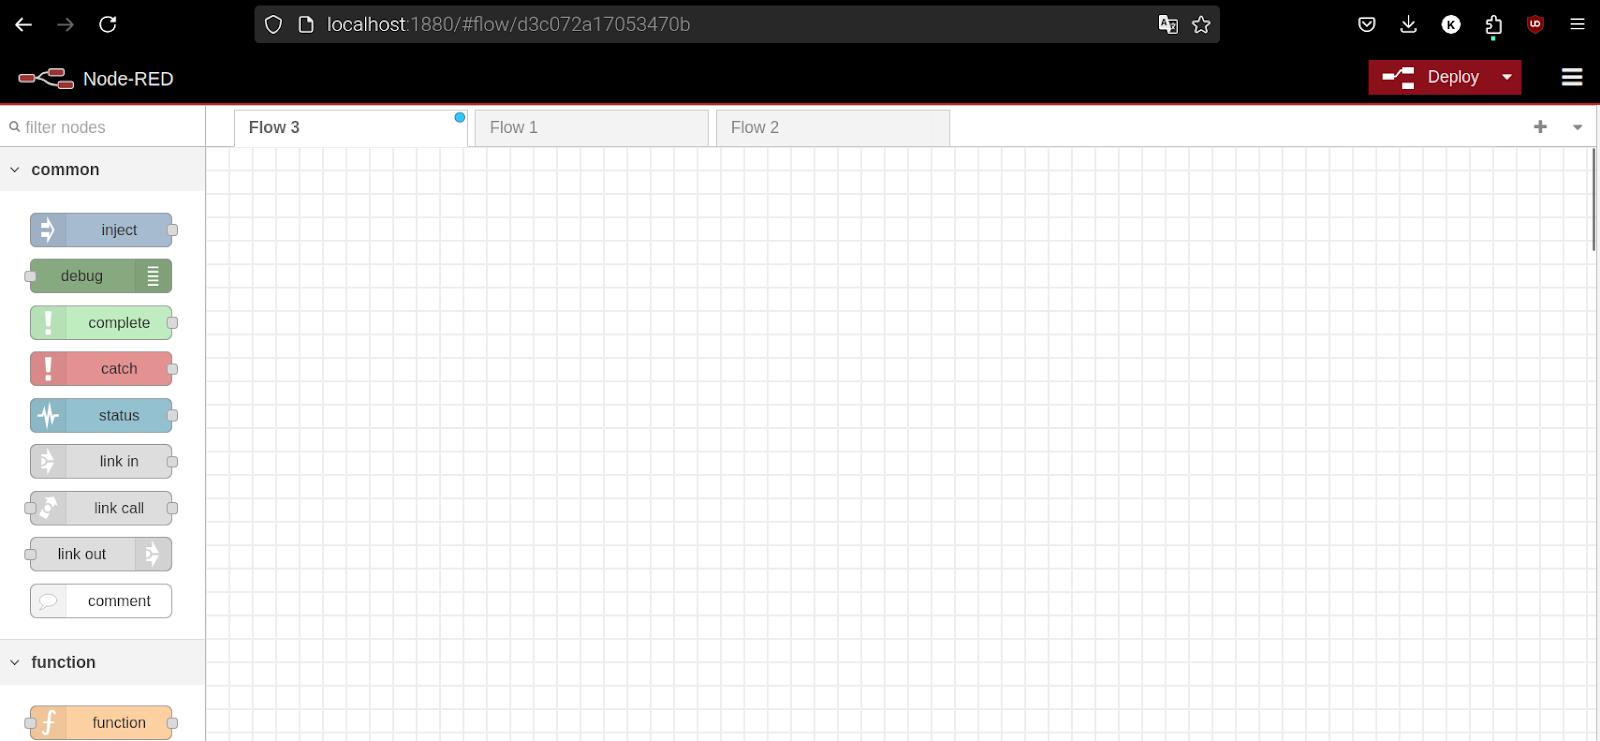 localhost:1880/#flow/d3c072a17053470b
K
Node-RED
Deploy
filter nodes
Flow 3
Flow 1
Flow 2
common
inject
debug
complete
catch
status
link in
link call
link out
comment
function
function